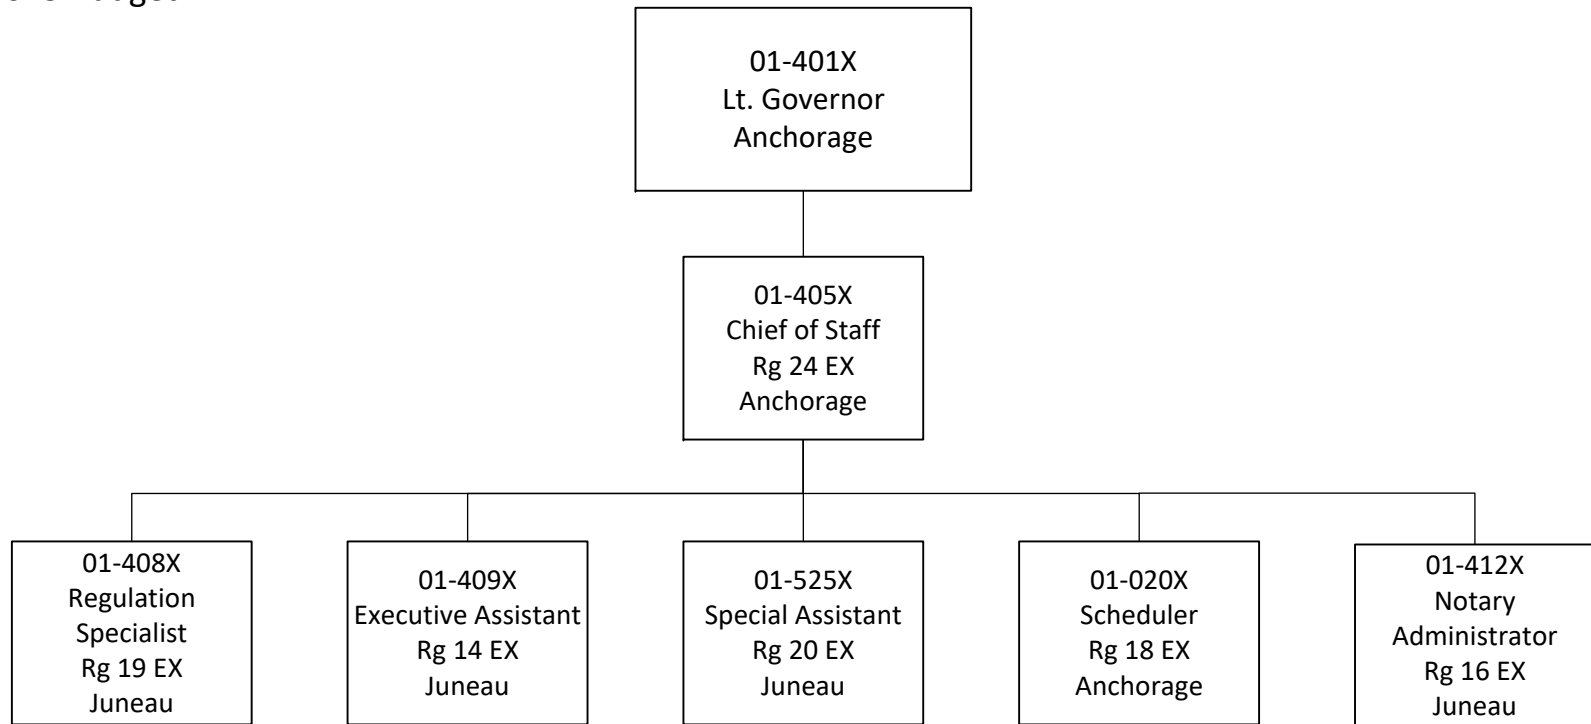 01-401X
Lt. Governor
Anchorage
01-405X
Chief of Staff
Rg 24 EX
Anchorage
01-408X
Regulation
Specialist
Rg 19 EX
Juneau
01-409X
Executive Assistant
Rg 14 EX
Juneau
01-525X
Special Assistant
Rg 20 EX
Juneau
01-020X
Scheduler
Rg 18 EX
Anchorage
01-412X
Notary
Administrator
Rg 16 EX
Juneau